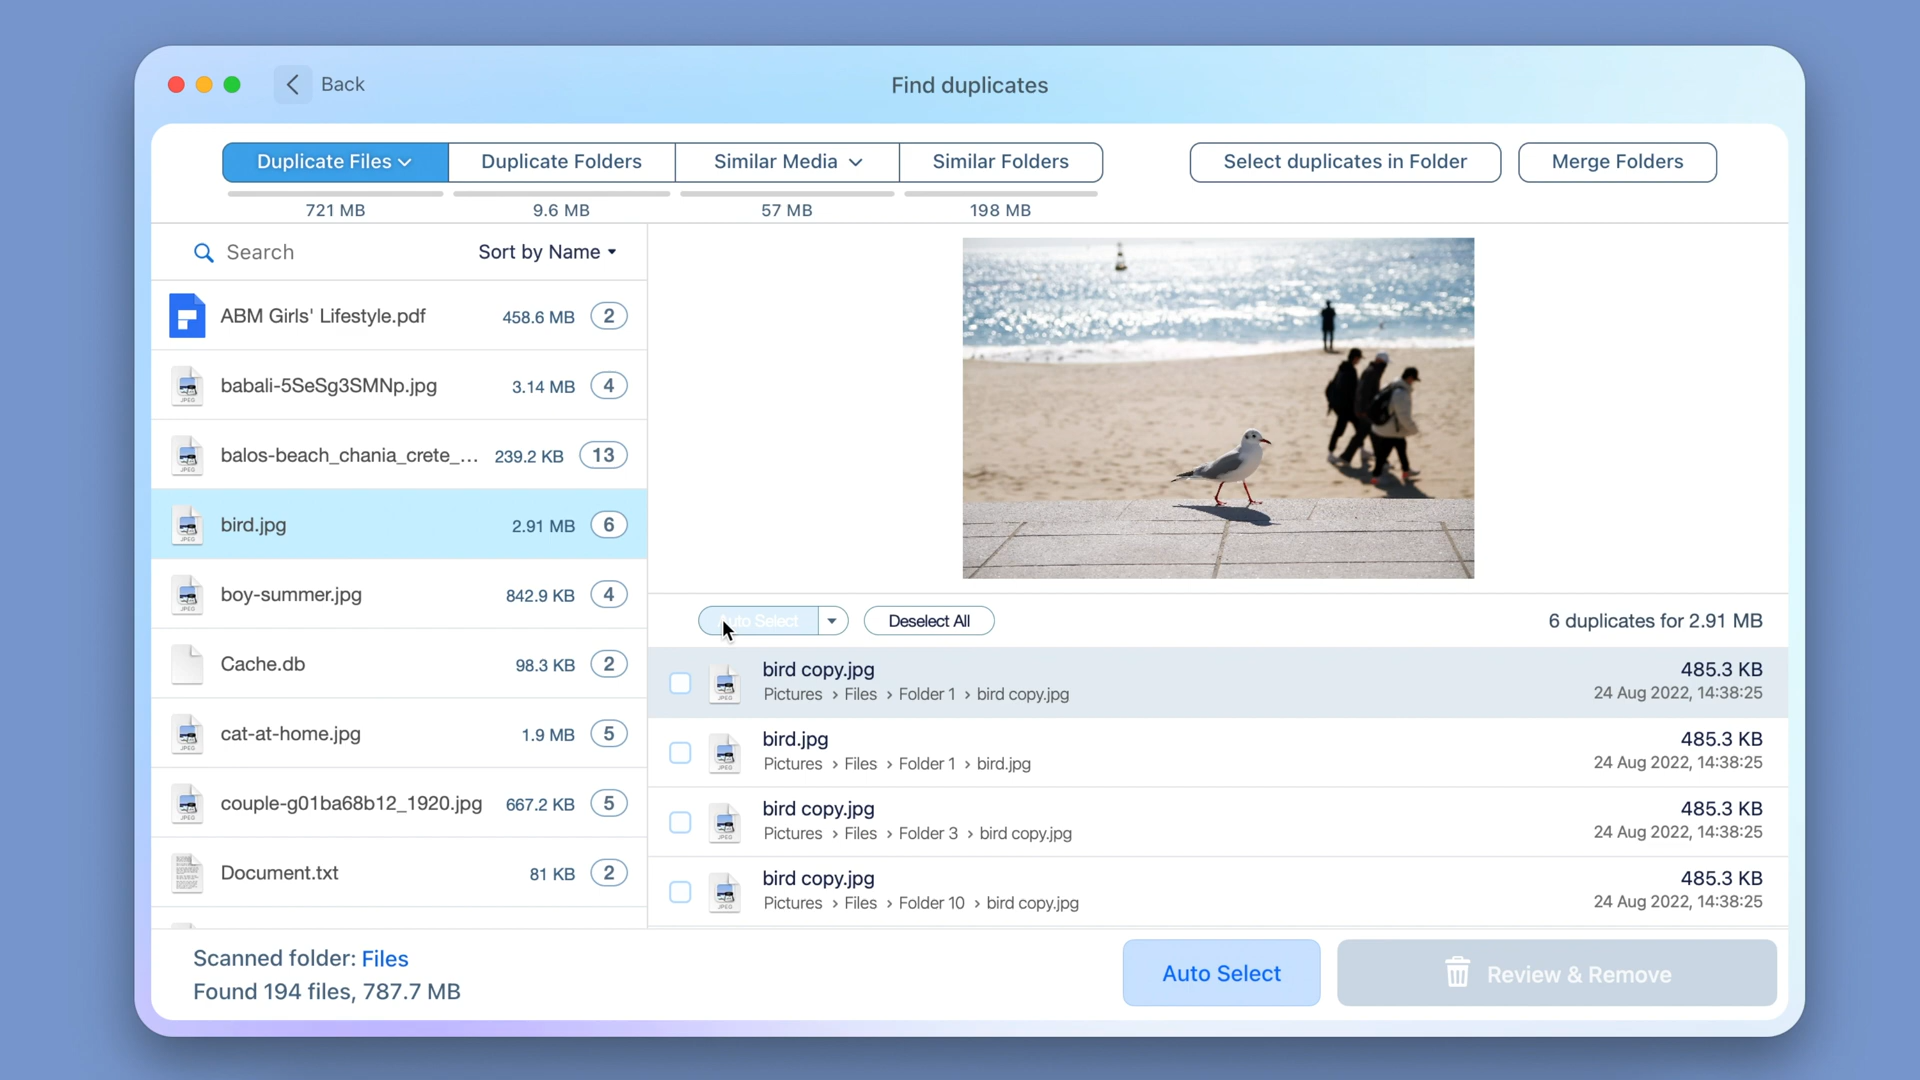 Back
Find duplicates
Duplicate Files
Duplicate Folders
Similar Media
Similar Folders
Select duplicates in Folder
Merge Folders
721 MB
9.6 MB
57 MB
198 MB
Search
Sort by Name
ABM Girls' Lifestyle.pdf 458.6 MB 2
babali-5SeSg3SMNp.jpg 3.14 MB 4
balos-beach_chania_crete_... 239.2 KB 13
bird.jpg 2.91 MB 6
boy-summer.jpg 842.9 KB 4
Cache.db 98.3 KB 2
cat-at-home.jpg 1.9 MB 5
couple-g01ba68b12_1920.jpg 667.2 KB 5
Document.txt 81 KB 2
Auto Select
Deselect All
6 duplicates for 2.91 MB
bird copy.jpg 485.3 KB
Pictures › Files › Folder 1 › bird copy.jpg 24 Aug 2022, 14:38:25
bird.jpg 485.3 KB
Pictures › Files › Folder 1 › bird.jpg 24 Aug 2022, 14:38:25
bird copy.jpg 485.3 KB
Pictures › Files › Folder 3 › bird copy.jpg 24 Aug 2022, 14:38:25
bird copy.jpg 485.3 KB
Pictures › Files › Folder 10 › bird copy.jpg 24 Aug 2022, 14:38:25
Scanned folder: Files
Found 194 files, 787.7 MB
Auto Select
Review & Remove